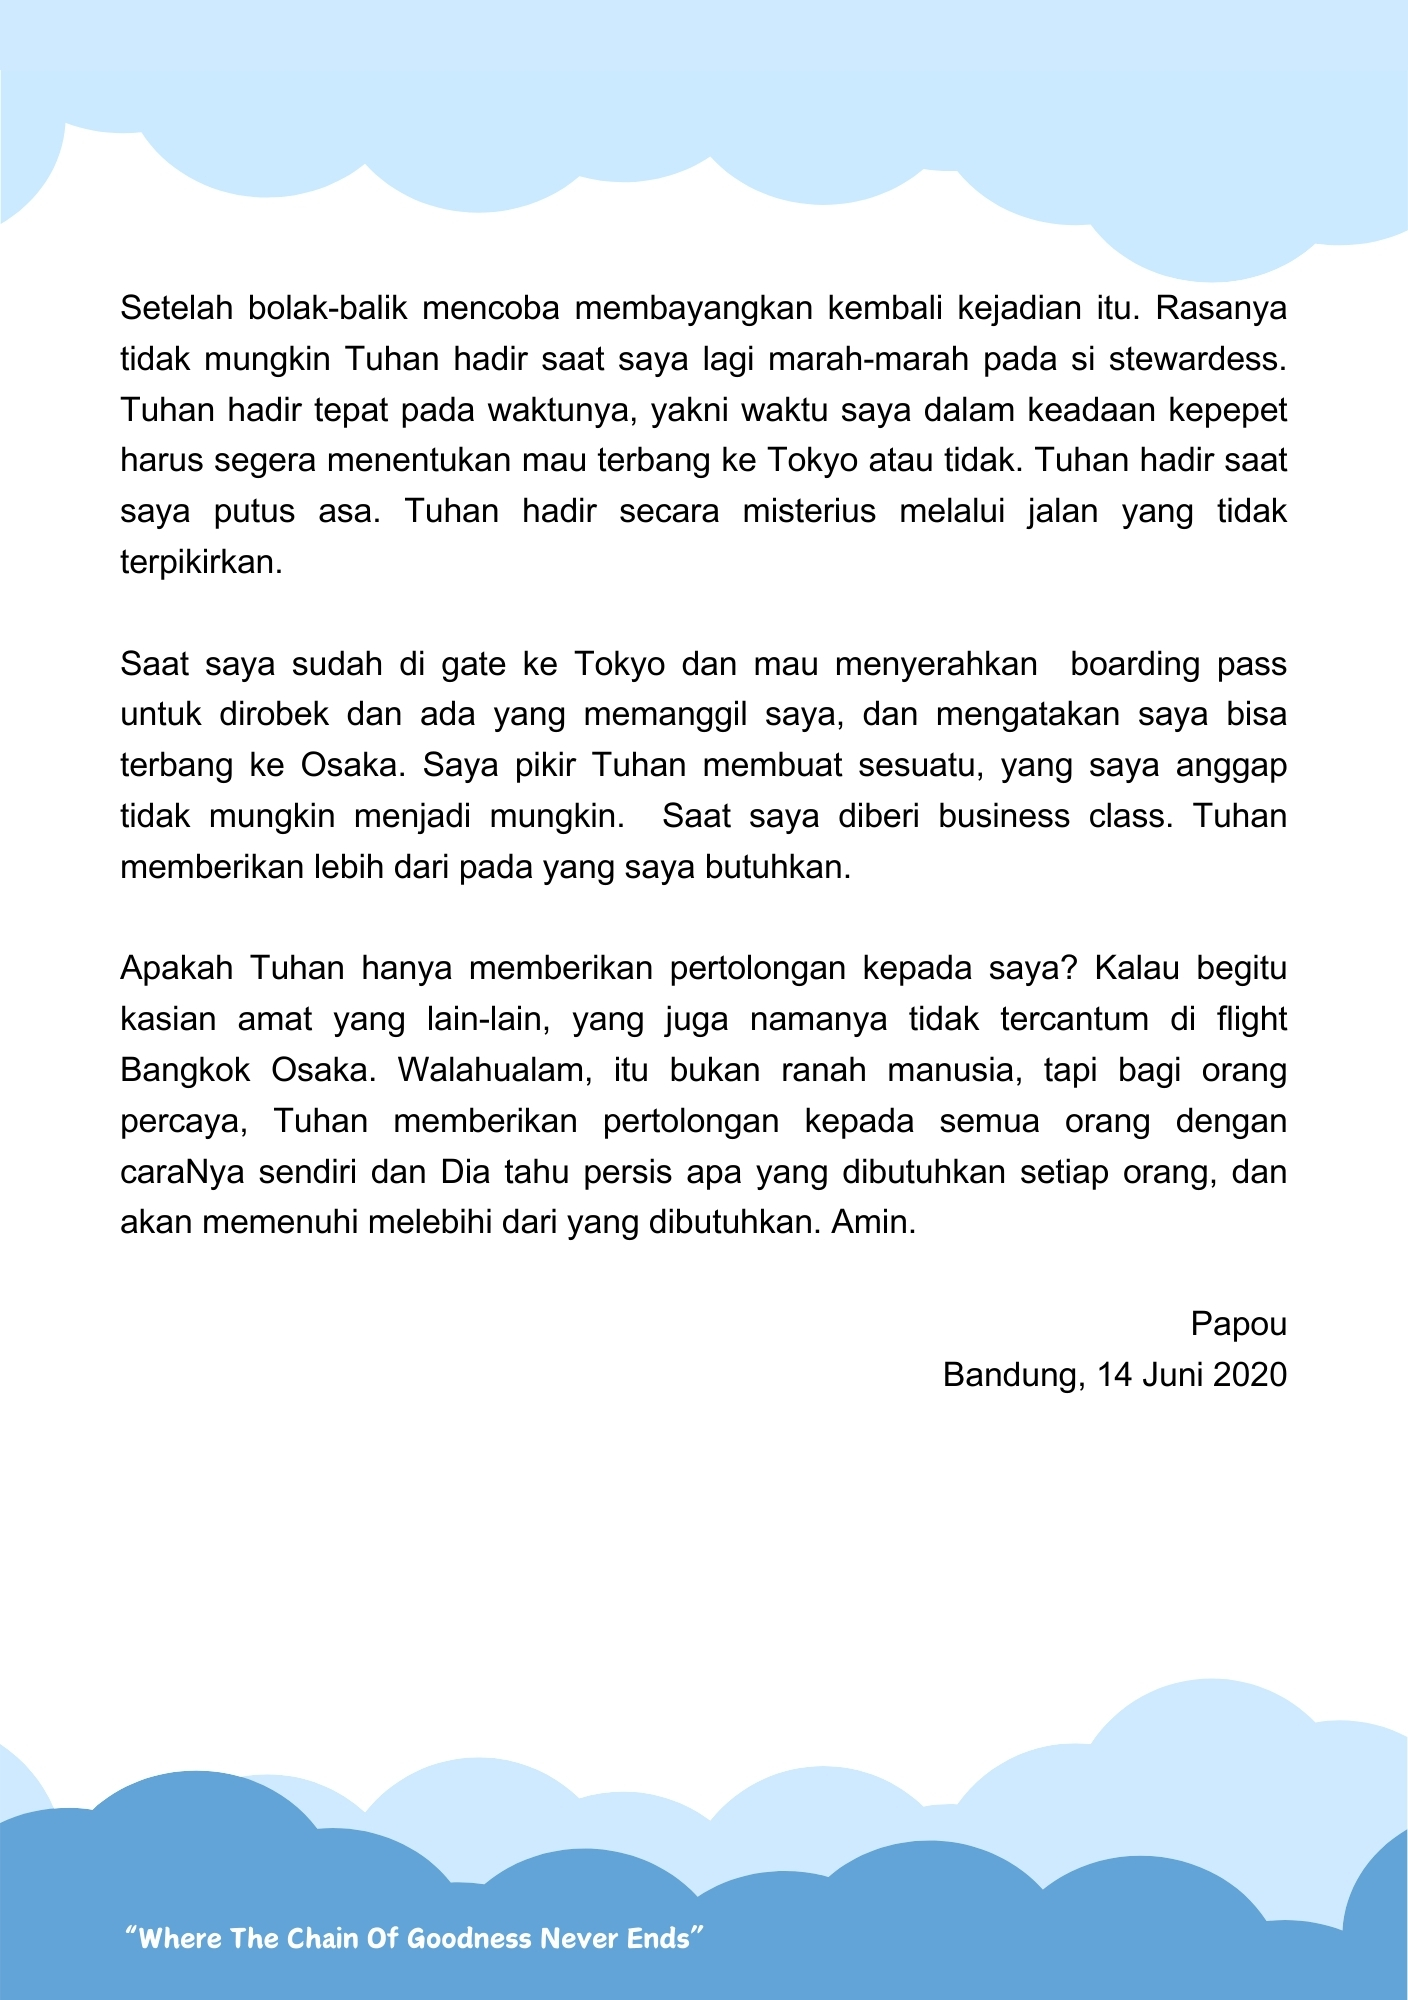 Setelah bolak-balik mencoba membayangkan kembali kejadian itu. Rasanya
tidak mungkin Tuhan hadir saat saya lagi marah-marah pada si stewardess.
Tuhan hadir tepat pada waktunya, yakni waktu saya dalam keadaan kepepet
harus segera menentukan mau terbang ke Tokyo atau tidak. Tuhan hadir saat
saya putus asa. Tuhan hadir secara misterius melalui jalan yang tidak
terpikirkan.
Saat saya sudah di gate ke Tokyo dan mau menyerahkan  boarding pass
untuk dirobek dan ada yang memanggil saya, dan mengatakan saya bisa
terbang ke Osaka. Saya pikir Tuhan membuat sesuatu, yang saya anggap
tidak mungkin menjadi mungkin.  Saat saya diberi business class. Tuhan
memberikan lebih dari pada yang saya butuhkan.
Apakah Tuhan hanya memberikan pertolongan kepada saya? Kalau begitu
kasian amat yang lain-lain, yang juga namanya tidak tercantum di flight
Bangkok Osaka. Walahualam, itu bukan ranah manusia, tapi bagi orang
percaya, Tuhan memberikan pertolongan kepada semua orang dengan
caraNya sendiri dan Dia tahu persis apa yang dibutuhkan setiap orang, dan
akan memenuhi melebihi dari yang dibutuhkan. Amin.
Papou
Bandung, 14 Juni 2020
“Where The Chain Of Goodness Never Ends”